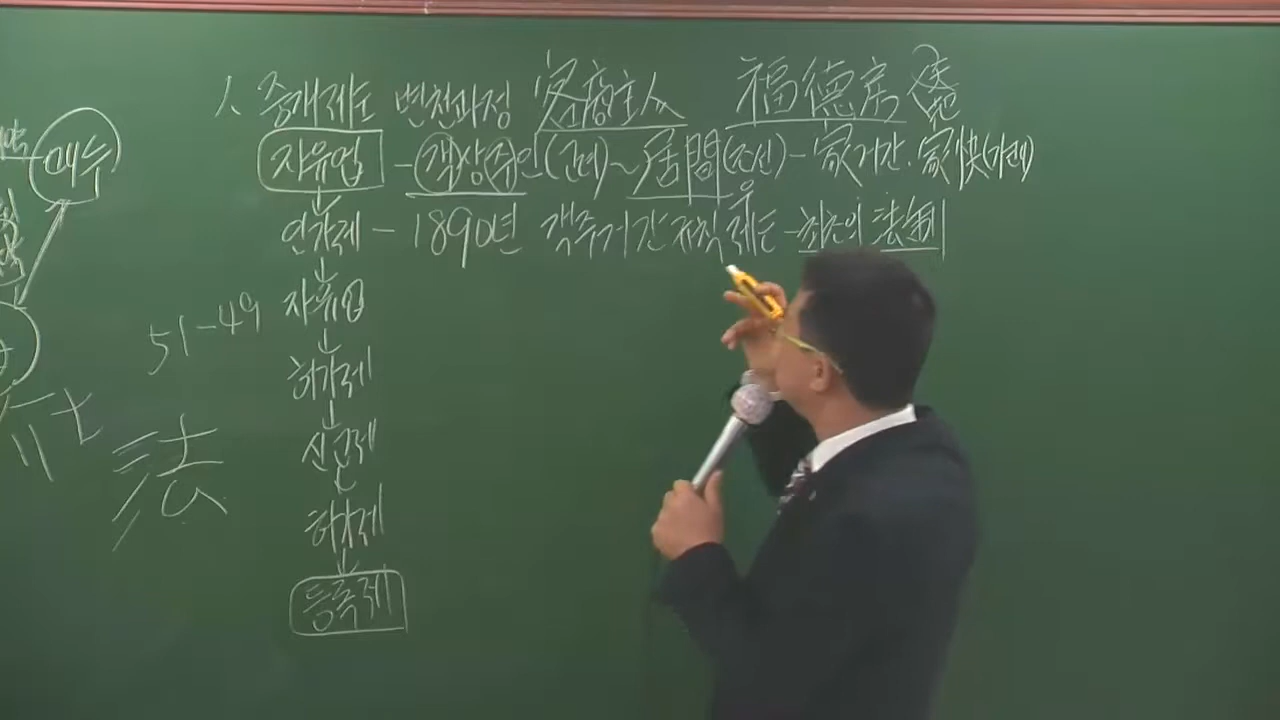 1. 중개제도 변천과정 客商主人 福德房
자유업 - 객상주인(고려) ~ 居間(조선) - 家거간. 家快(가쾌)
인가제 - 1890년 객주거간 규칙 제도 - 최초의 法制
자유업
허가제
신고제
허가제
등록제
매수
51-49
法